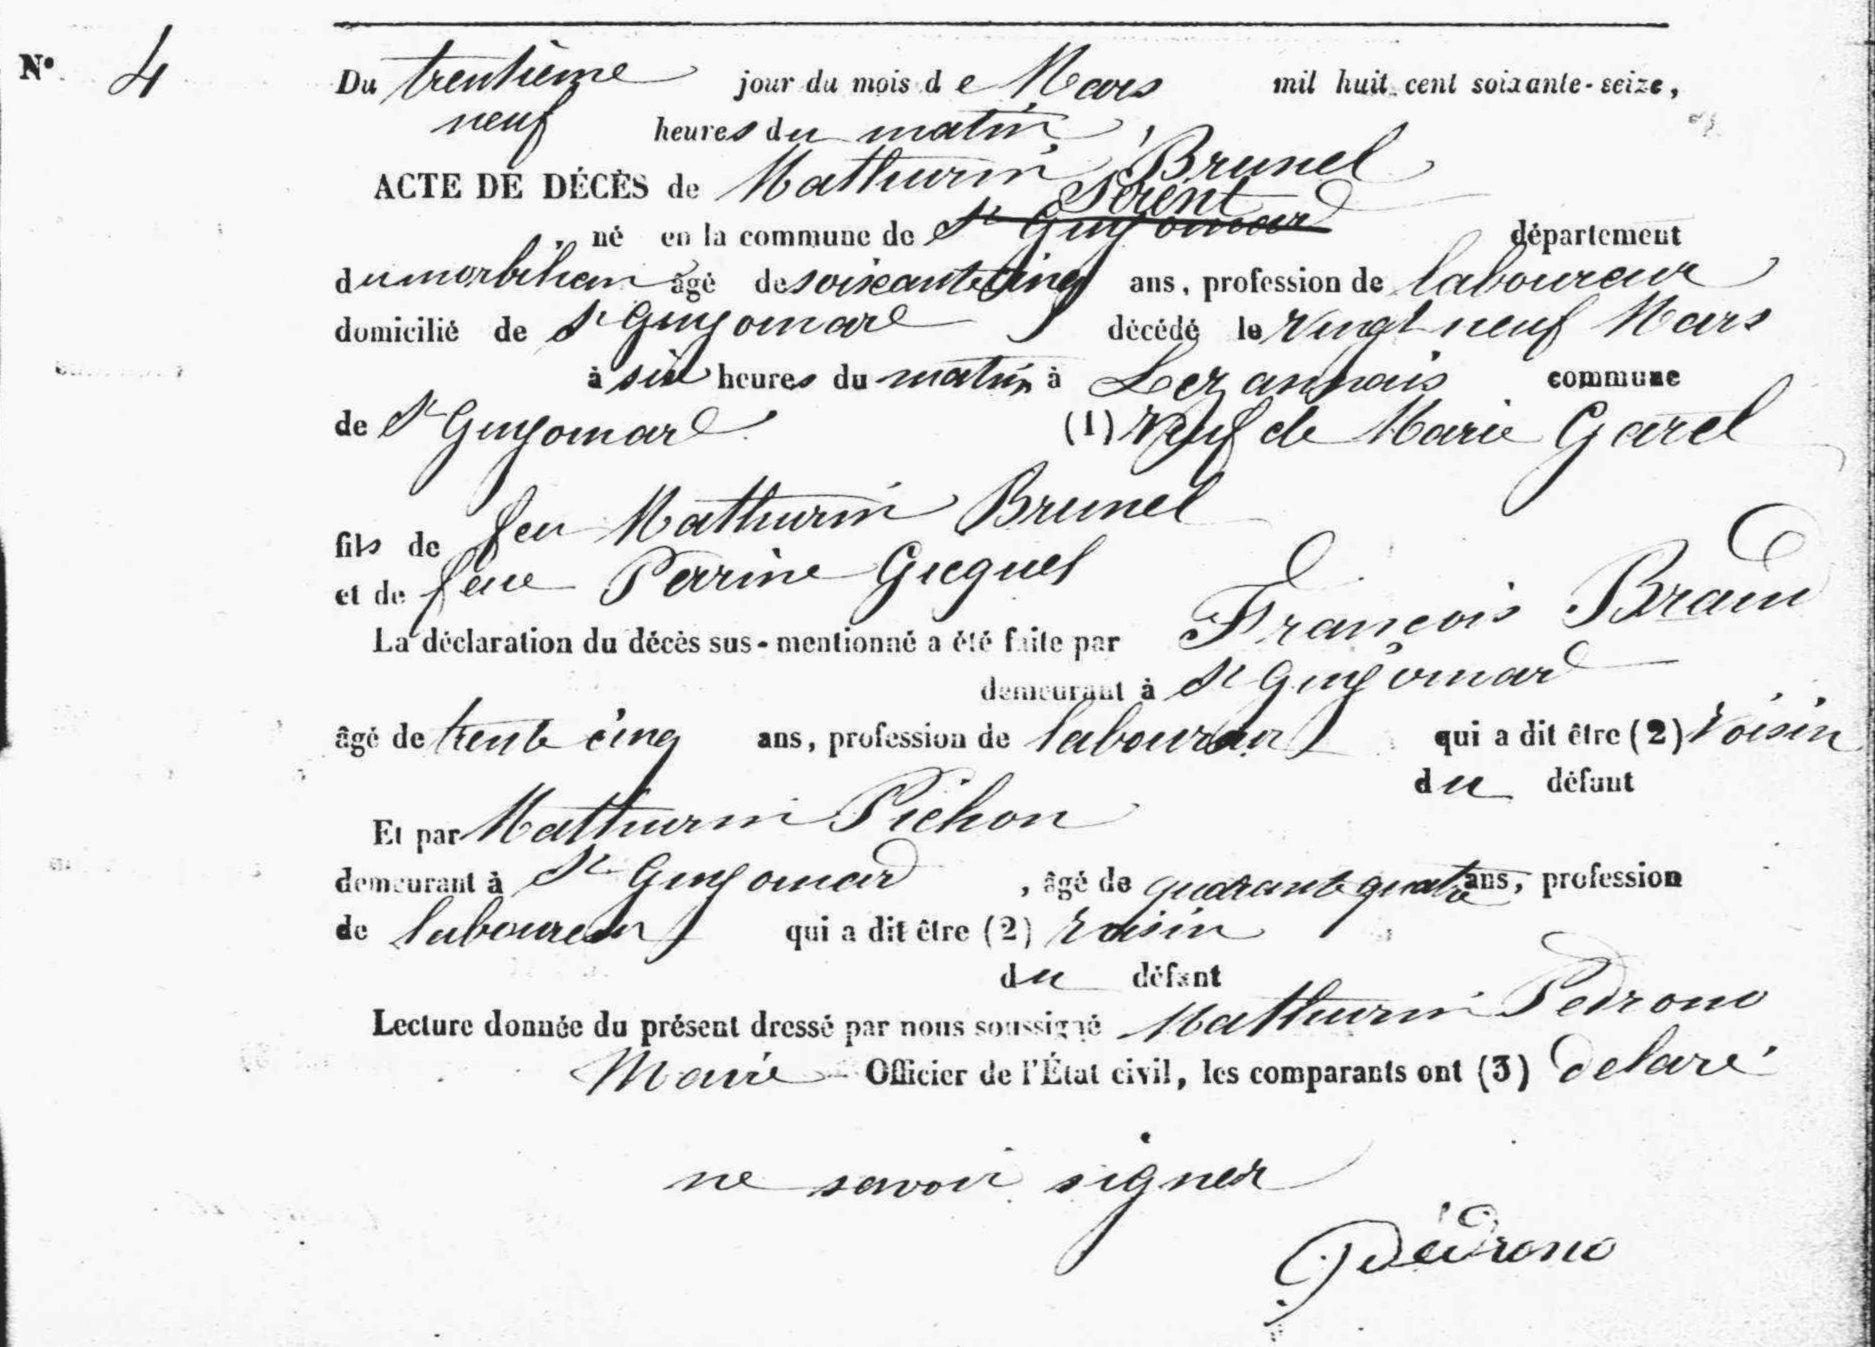 N° 4
Du trentième jour du mois de Mars mil huit cent soixante-seize,
neuf heures du matin,
ACTE DE DÉCÈS de Mathurin Brunel
Sérent
né en la commune de St Guyomard département
du morbihan âgé de soixante cinq ans, profession de laboureur
domicilié de St Guyomard décédé le vingt neuf Mars
à six heures du matin à Lezannais commune
de St Guyomard (1) veuf de Marie Garel
fils de feu Mathurin Brunel
et de feue Perrine Gicquel
La déclaration du décès sus-mentionné a été faite par François Braud
demeurant à St Guyomard
âgé de trente cinq ans, profession de laboureur qui a dit être (2) voisin
du défunt
Et par Mathurin Pichon
demeurant à St Guyomard, âgé de quarante quatre ans, profession
de laboureur qui a dit être (2) voisin
du défunt
Lecture donnée du présent dressé par nous soussigné Mathurin Pedrono
Maire Officier de l'État civil, les comparants ont (3) delaré
ne savoir signer
Pédrono